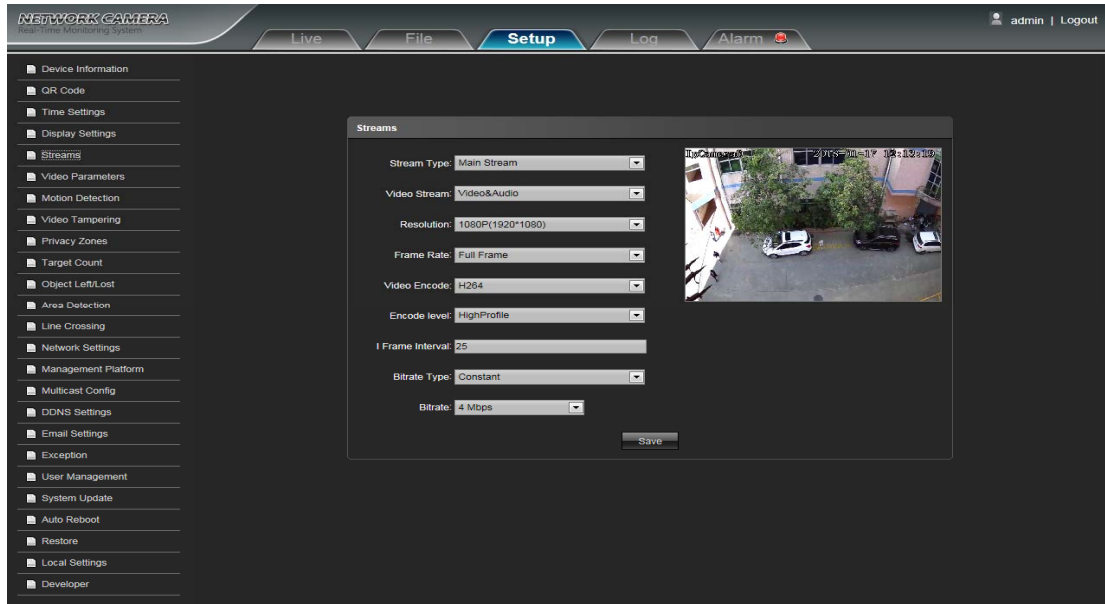 NETWORK CAMERA
Real-Time Monitoring System
admin | Logout
Live
File
Setup
Log
Alarm
Device Information
QR Code
Time Settings
Display Settings
Streams
Video Parameters
Motion Detection
Video Tampering
Privacy Zones
Target Count
Object Left/Lost
Area Detection
Line Crossing
Network Settings
Management Platform
Multicast Config
DDNS Settings
Email Settings
Exception
User Management
System Update
Auto Reboot
Restore
Local Settings
Developer
Streams
Stream Type: Main Stream
Video Stream: Video&Audio
Resolution: 1080P(1920*1080)
Frame Rate: Full Frame
Video Encode: H264
Encode level: HighProfile
I Frame Interval: 25
Bitrate Type: Constant
Bitrate: 4 Mbps
Save